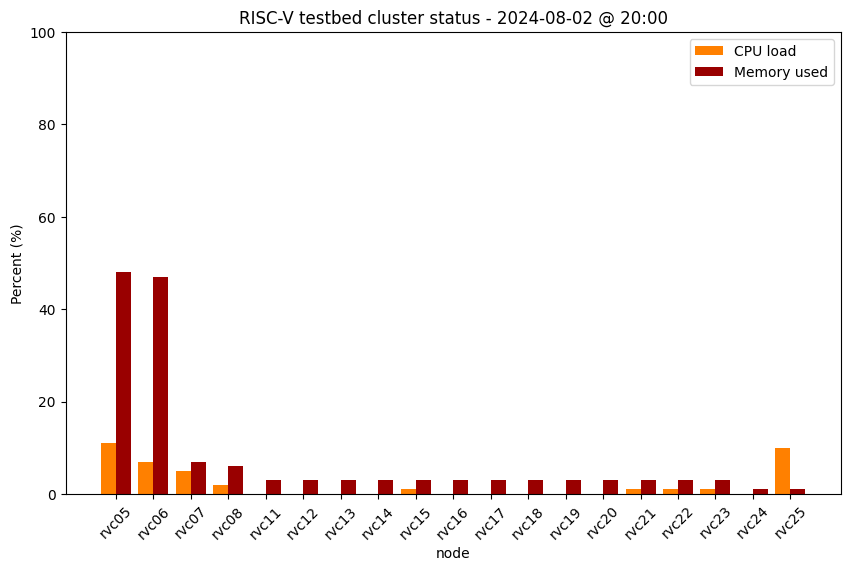 RISC-V testbed cluster status - 2024-08-02 @ 20:00
CPU load
Memory used
Percent (%)
100
80
60
40
20
0
rvc05
rvc06
rvc07
rvc08
rvc11
rvc12
rvc13
rvc14
rvc15
rvc16
rvc17
rvc18
rvc19
rvc20
rvc21
rvc22
rvc23
rvc24
rvc25
node